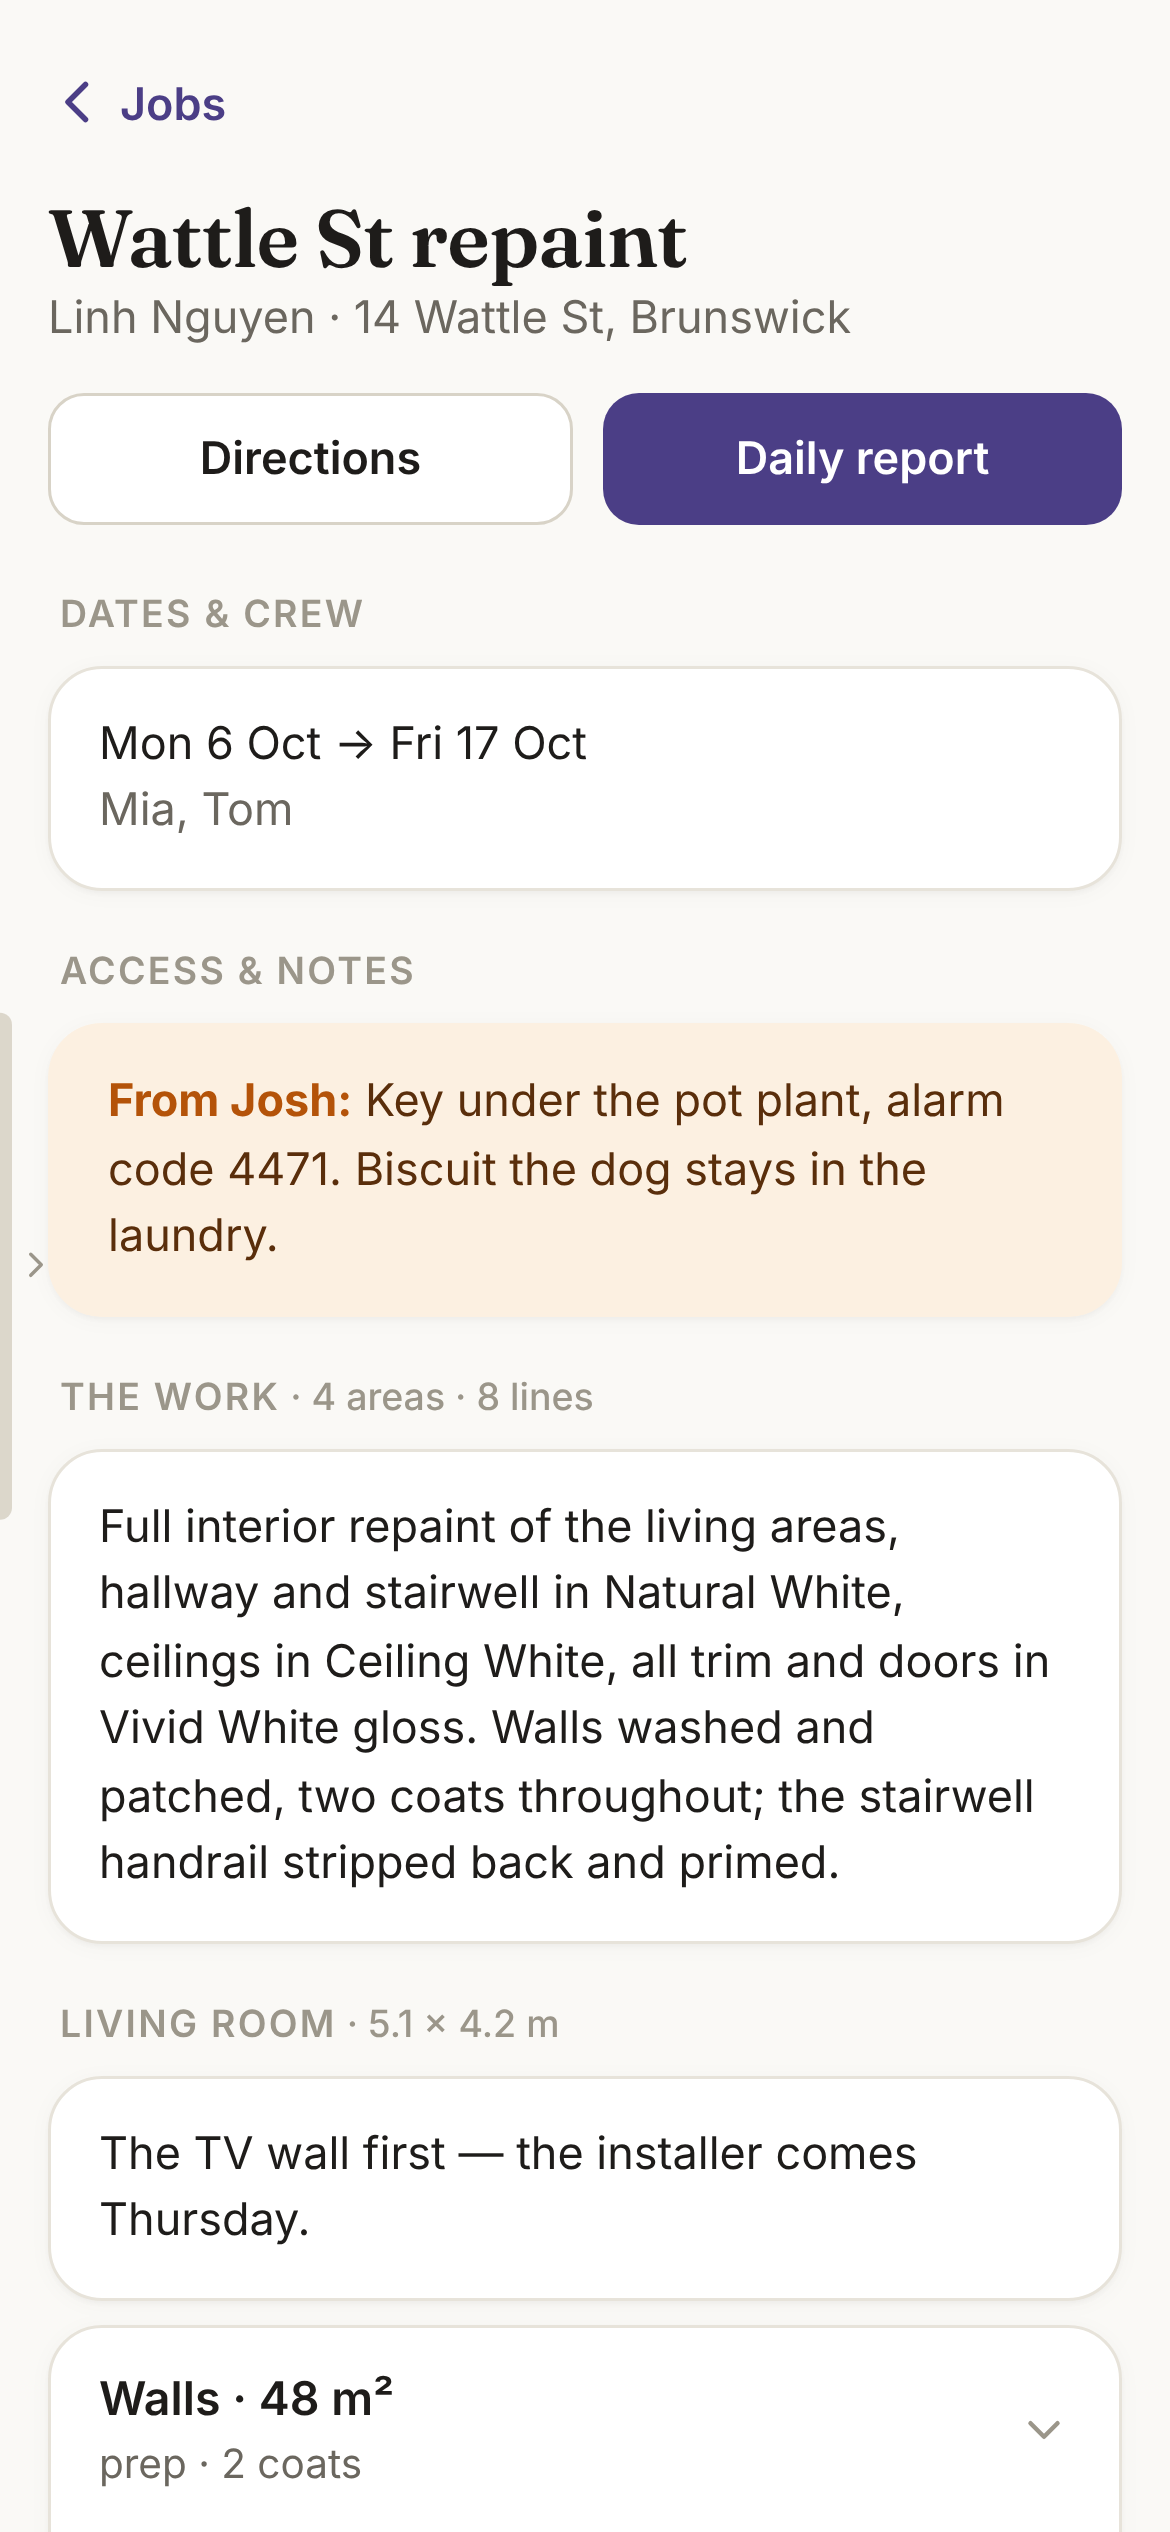 Jobs
Wattle St repaint
Linh Nguyen · 14 Wattle St, Brunswick
Directions
Daily report
DATES & CREW
Mon 6 Oct → Fri 17 Oct
Mia, Tom
ACCESS & NOTES
From Josh: Key under the pot plant, alarm
code 4471. Biscuit the dog stays in the
laundry.
THE WORK · 4 areas · 8 lines
Full interior repaint of the living areas,
hallway and stairwell in Natural White,
ceilings in Ceiling White, all trim and doors in
Vivid White gloss. Walls washed and
patched, two coats throughout; the stairwell
handrail stripped back and primed.
LIVING ROOM · 5.1 × 4.2 m
The TV wall first — the installer comes
Thursday.
Walls · 48 m²
prep · 2 coats